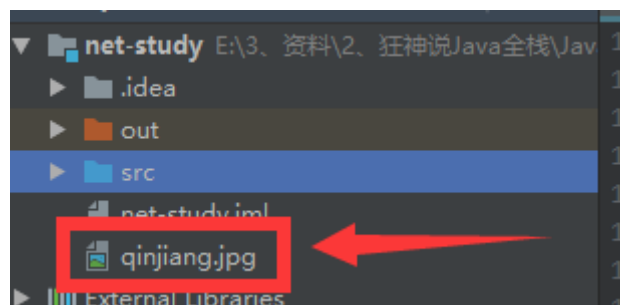 net-study E:\3、资料\2、狂神说Java全栈\Jav
.idea
out
src
net-study.iml
qinjiang.jpg
External Libraries